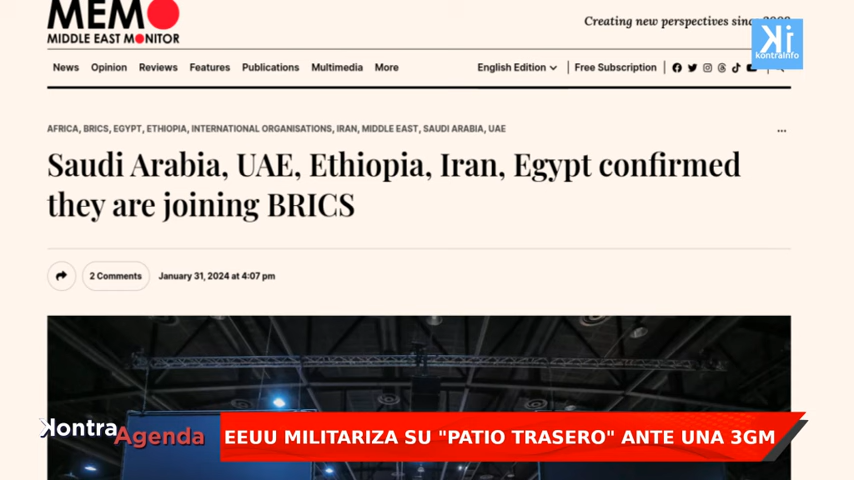 MEMO
MIDDLE EAST MONITOR
Creating new perspectives since 2009
Ki
kontrainfo
News Opinion Reviews Features Publications Multimedia More English Edition Free Subscription
AFRICA, BRICS, EGYPT, ETHIOPIA, INTERNATIONAL ORGANISATIONS, IRAN, MIDDLE EAST, SAUDI ARABIA, UAE
Saudi Arabia, UAE, Ethiopia, Iran, Egypt confirmed
they are joining BRICS
2 Comments January 31, 2024 at 4:07 pm
Kontra
Agenda
EEUU MILITARIZA SU "PATIO TRASERO" ANTE UNA 3GM